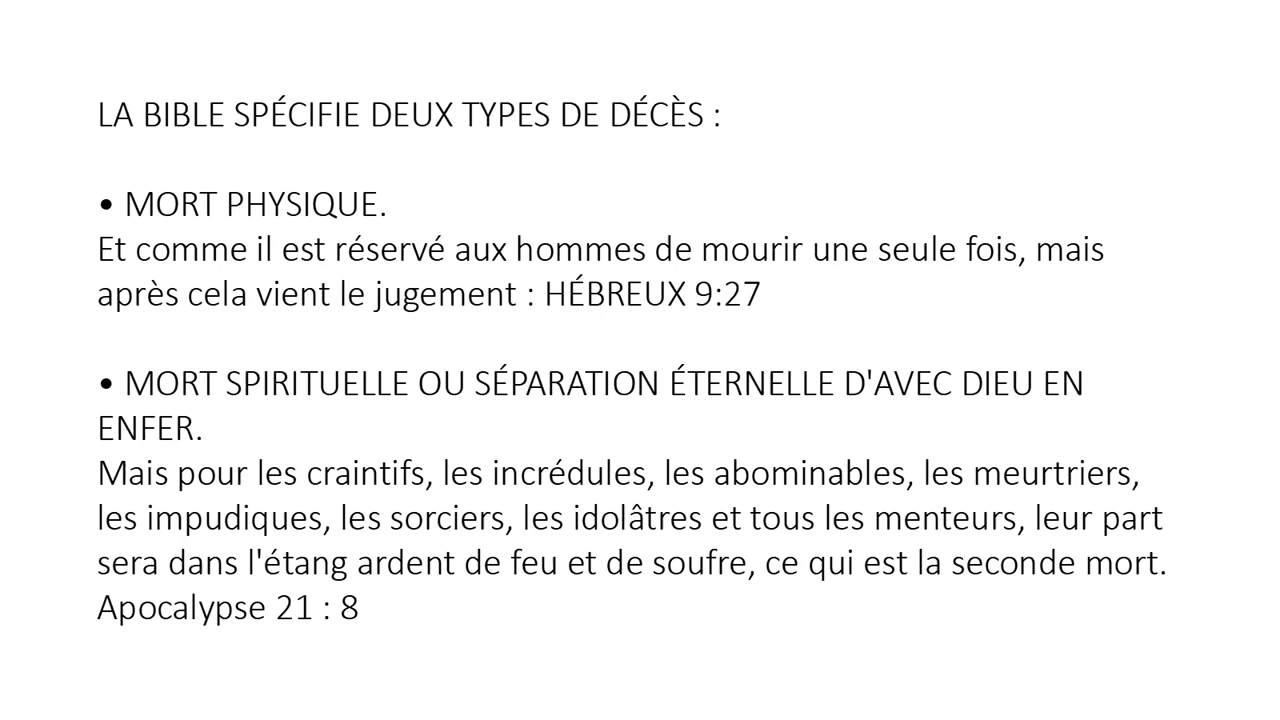 LA BIBLE SPÉCIFIE DEUX TYPES DE DÉCÈS :
• MORT PHYSIQUE.
Et comme il est réservé aux hommes de mourir une seule fois, mais
après cela vient le jugement : HÉBREUX 9:27
• MORT SPIRITUELLE OU SÉPARATION ÉTERNELLE D'AVEC DIEU EN
ENFER.
Mais pour les craintifs, les incrédules, les abominables, les meurtriers,
les impudiques, les sorciers, les idolâtres et tous les menteurs, leur part
sera dans l'étang ardent de feu et de soufre, ce qui est la seconde mort.
Apocalypse 21 : 8